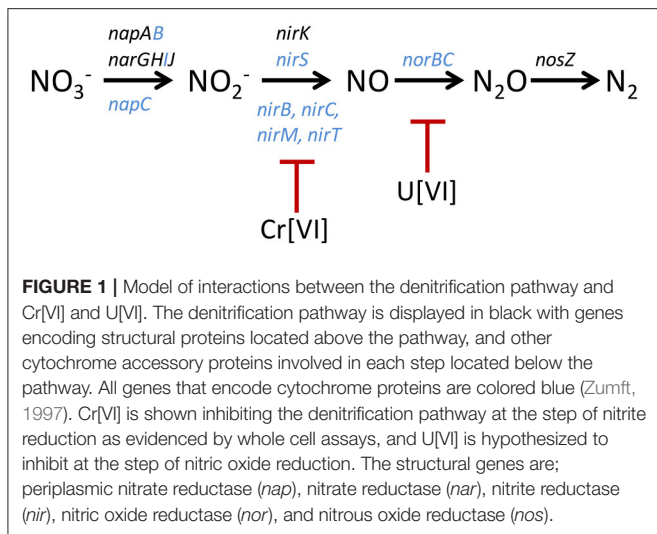 napAB
narGHIJ
nirK
nirS
norBC
nosZ
NO₃⁻ NO₂⁻ NO N₂O N₂
napC
nirB, nirC,
nirM, nirT
U[VI]
Cr[VI]
FIGURE 1 | Model of interactions between the denitrification pathway and
Cr[VI] and U[VI]. The denitrification pathway is displayed in black with genes
encoding structural proteins located above the pathway, and other
cytochrome accessory proteins involved in each step located below the
pathway. All genes that encode cytochrome proteins are colored blue (Zumft,
1997). Cr[VI] is shown inhibiting the denitrification pathway at the step of nitrite
reduction as evidenced by whole cell assays, and U[VI] is hypothesized to
inhibit at the step of nitric oxide reduction. The structural genes are;
periplasmic nitrate reductase (nap), nitrate reductase (nar), nitrite reductase
(nir), nitric oxide reductase (nor), and nitrous oxide reductase (nos).